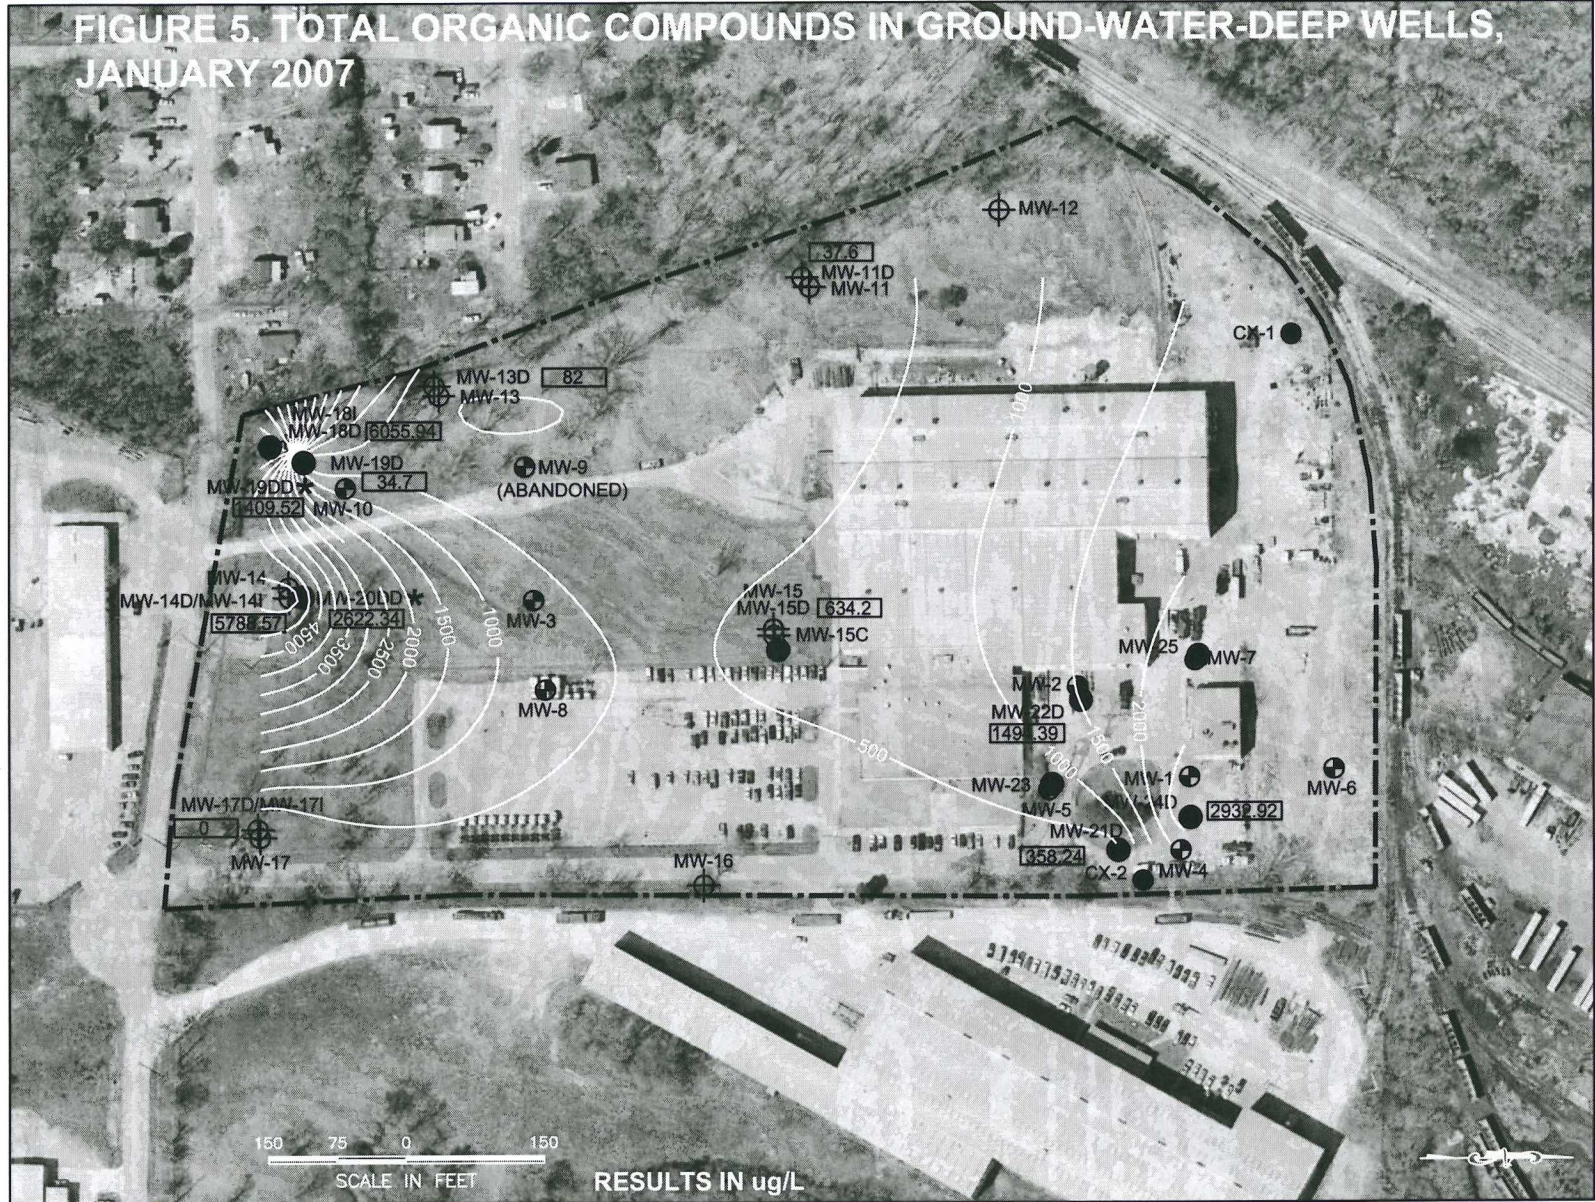 FIGURE 5. TOTAL ORGANIC COMPOUNDS IN GROUND-WATER-DEEP WELLS,
JANUARY 2007
MW-12
37.6
MW-11D
MW-11
CX-1
MW-13D 82
MW-13
MW-18I
MW-18D 6055.94
MW-19D
34.7
MW-9
(ABANDONED)
MW-19DD
1409.52 MW-10
1000
MW-14
MW-14D/MW-14I
5788.57
MW-20DD
2622.34
MW-3
MW-15
MW-15D 634.2
MW-15C
4500
3500
2500
2000
1500
1000
MW-25
MW-7
MW-8
MW-2
MW-22D
500
1000
1500
2000
MW-23
MW-5
MW-1
MW-24D
2932.92
MW-6
MW-21D
358.24
CX-2
MW-4
MW-17D/MW-17I
0
MW-17
MW-16
150 75 0 150
SCALE IN FEET
RESULTS IN ug/L